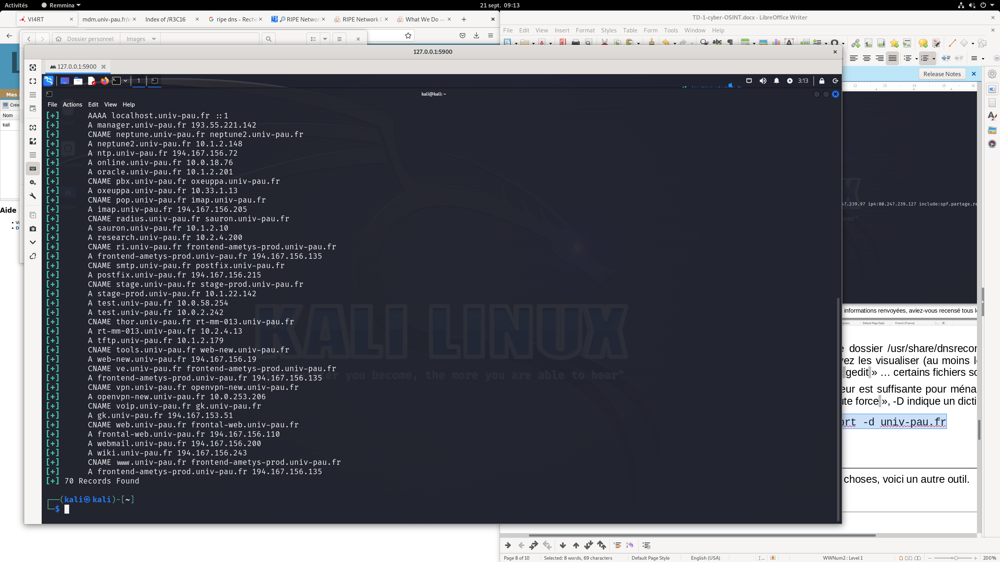 Activités
Remmina
21 sept. 09:13
VI4RT
mdm.univ-pau.fr/e
Index of /R3C16
ripe dns - Reche
RIPE Networ
RIPE Network C
What We Do —
TD-1-cyber-OSINT.docx - LibreOffice Writer
File Edit View Insert Format Styles Table Form Tools Window Help
Dossier personnel
Images
127.0.0.1:5900
127.0.0.1:5900
Release Notes
1
3:13
Mes
Crée
Nom
kali
Aide
kali@kali: ~
File Actions Edit View Help
Trash
System
Home
[+] AAAA localhost.univ-pau.fr ::1
[+] A manager.univ-pau.fr 193.55.221.142
[+] CNAME neptune.univ-pau.fr neptune2.univ-pau.fr
[+] A neptune2.univ-pau.fr 10.1.2.148
[+] A ntp.univ-pau.fr 194.167.156.72
[+] A online.univ-pau.fr 10.0.18.76
[+] A oracle.univ-pau.fr 10.1.2.201
[+] CNAME pbx.univ-pau.fr oxeuppa.univ-pau.fr
[+] A oxeuppa.univ-pau.fr 10.33.1.13
[+] CNAME pop.univ-pau.fr imap.univ-pau.fr
[+] A imap.univ-pau.fr 194.167.156.205
[+] CNAME radius.univ-pau.fr sauron.univ-pau.fr
[+] A sauron.univ-pau.fr 10.1.2.10
[+] A research.univ-pau.fr 10.2.4.200
[+] CNAME ri.univ-pau.fr frontend-ametys-prod.univ-pau.fr
[+] A frontend-ametys-prod.univ-pau.fr 194.167.156.135
[+] CNAME smtp.univ-pau.fr postfix.univ-pau.fr
[+] A postfix.univ-pau.fr 194.167.156.215
[+] CNAME stage.univ-pau.fr stage-prod.univ-pau.fr
[+] A stage-prod.univ-pau.fr 10.1.22.142
[+] A test.univ-pau.fr 10.0.58.254
[+] A test.univ-pau.fr 10.0.2.242
[+] CNAME thor.univ-pau.fr rt-mm-013.univ-pau.fr
[+] A rt-mm-013.univ-pau.fr 10.2.4.13
[+] A tftp.univ-pau.fr 10.1.2.179
[+] CNAME tools.univ-pau.fr web-new.univ-pau.fr
[+] A web-new.univ-pau.fr 194.167.156.19
[+] CNAME ve.univ-pau.fr frontend-ametys-prod.univ-pau.fr
[+] A frontend-ametys-prod.univ-pau.fr 194.167.156.135
[+] CNAME vpn.univ-pau.fr openvpn-new.univ-pau.fr
[+] A openvpn-new.univ-pau.fr 10.0.253.206
[+] CNAME voip.univ-pau.fr gk.univ-pau.fr
[+] A gk.univ-pau.fr 194.167.153.51
[+] CNAME web.univ-pau.fr frontal-web.univ-pau.fr
[+] A frontal-web.univ-pau.fr 194.167.156.110
[+] A webmail.univ-pau.fr 194.167.156.200
[+] A wiki.univ-pau.fr 194.167.156.243
[+] CNAME www.univ-pau.fr frontend-ametys-prod.univ-pau.fr
[+] A frontend-ametys-prod.univ-pau.fr 194.167.156.135
[+] 70 Records Found
(kali㉿kali)-[~]
$
KALI LINUX
you become, the more you are able to hear"
12 13 14 15 16
47.239.97 ip4:80.247.239.127 include:spf.partage.re
informations renvoyées, aviez-vous recensé tous l
Default Page Style French (France)
dossier /usr/share/dnsrecon
vez les visualiser (au moins l
gedit » … certains fichiers so
eur est suffisante pour ména
ute force », -D indique un dicti
ort -d univ-pau.fr
choses, voici un autre outil.
Page 8 of 10
Selected: 8 words, 69 characters
Default Page Style
English (USA)
WWNum2 : Level 1
200%